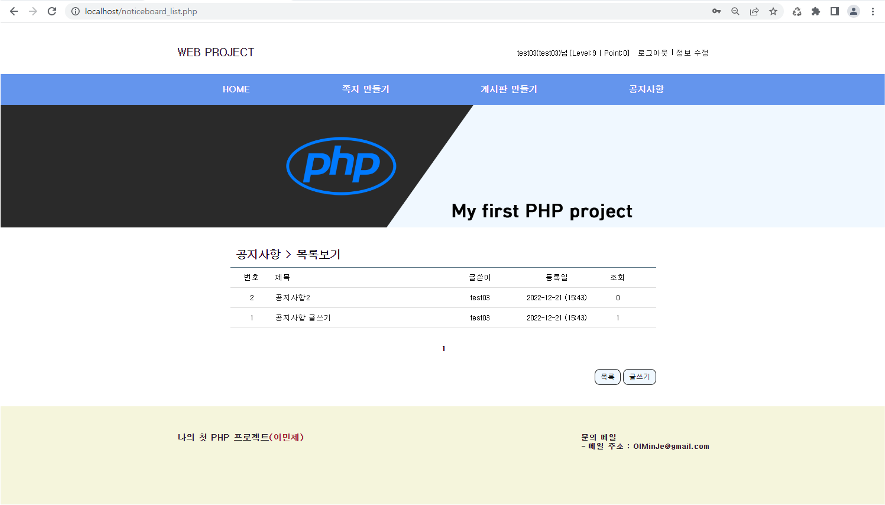 localhost/noticeboard_list.php
WEB PROJECT
test03(test03)님 [Level:9 | Point:0] 로그아웃 | 정보 수정
HOME 쪽지 만들기 게시판 만들기 공지사항
php
My first PHP project
공지사항 > 목록보기
번호 제목 글쓴이 등록일 조회
2 공지사항2 test03 2022-12-21 (15:43) 0
1 공지사항 글쓰기 test03 2022-12-21 (15:43) 1
1
목록 글쓰기
나의 첫 PHP 프로젝트(이민제) 문의 메일
- 메일 주소 : OIMinJe@gmail.com